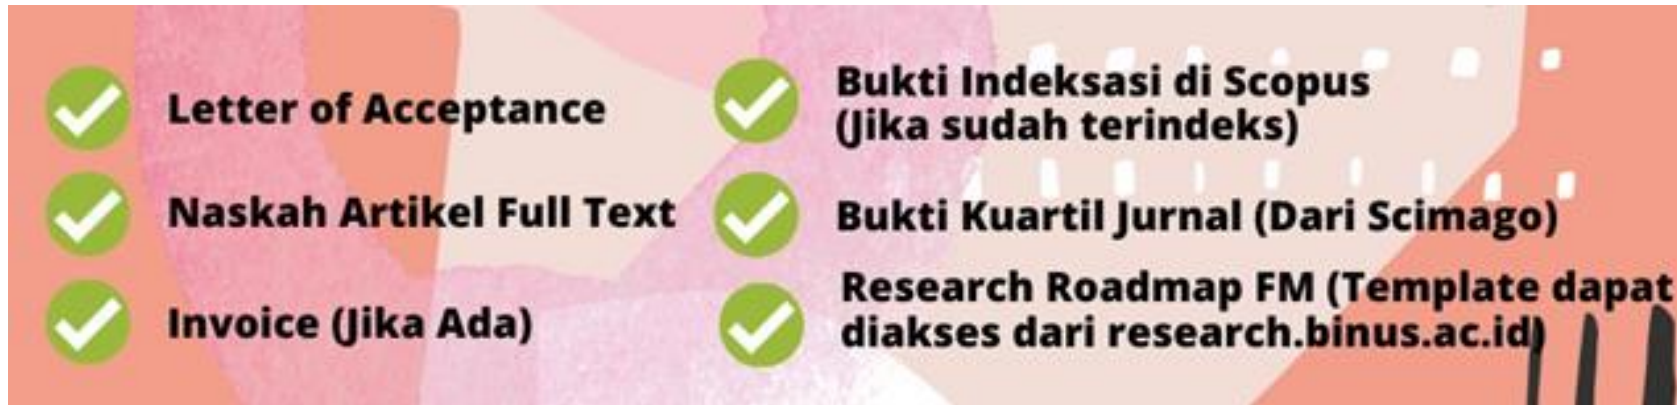 Letter of Acceptance
Naskah Artikel Full Text
Invoice (Jika Ada)
Bukti Indeksasi di Scopus
(Jika sudah terindeks)
Bukti Kuartil Jurnal (Dari Scimago)
Research Roadmap FM (Template dapat
diakses dari research.binus.ac.id)